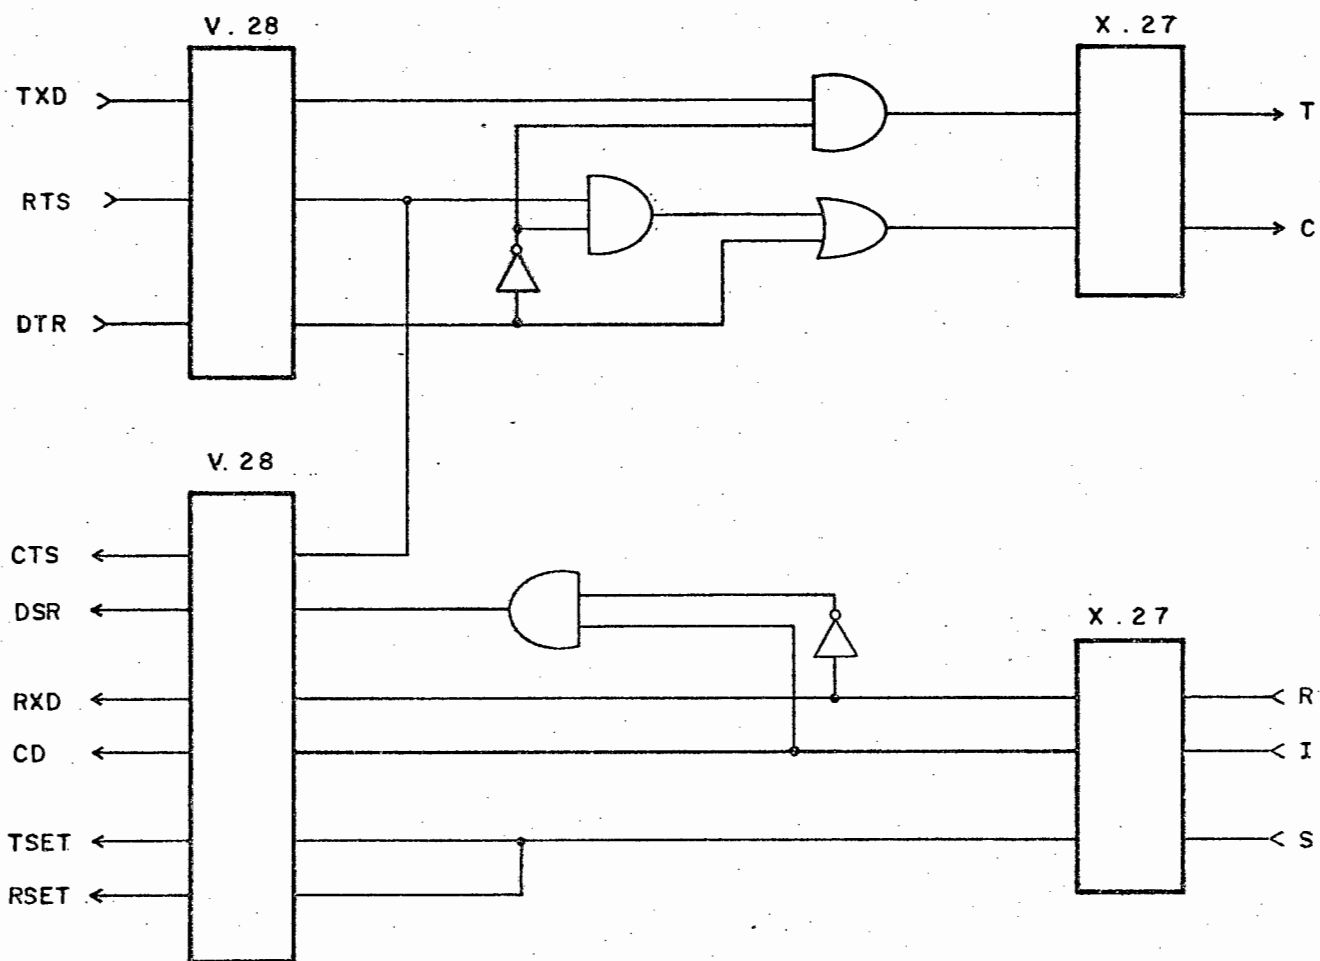 V.28
X.27
TXD
T
RTS
C
DTR
V.28
CTS
DSR
X.27
RXD
R
CD
I
TSET
S
RSET